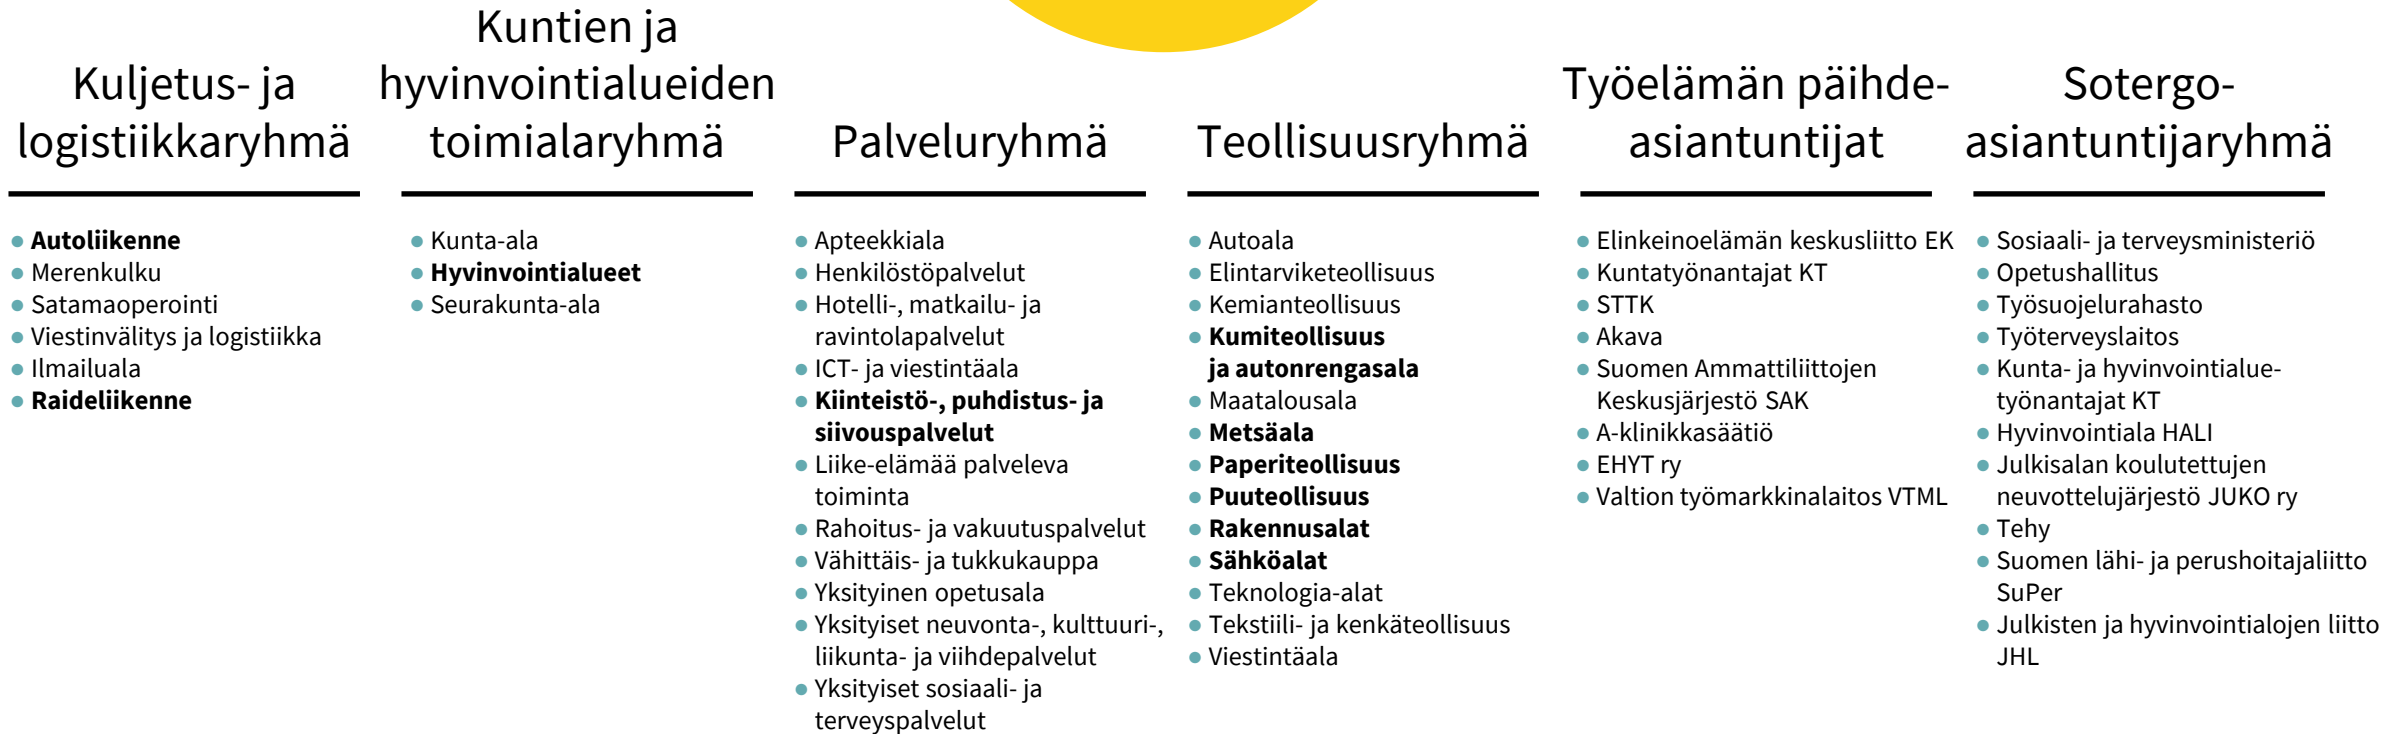 Kuljetus- ja
logistiikkaryhmä
Autoliikenne
Merenkulku
Satamaoperointi
Viestinvälitys ja logistiikka
Ilmailuala
Raideliikenne
Kuntien ja
hyvinvointialueiden
toimialaryhmä
Kunta-ala
Hyvinvointialueet
Seurakunta-ala
Palveluryhmä
Apteekkiala
Henkilöstöpalvelut
Hotelli-, matkailu- ja
ravintolapalvelut
ICT- ja viestintäala
Kiinteistö-, puhdistus- ja
siivouspalvelut
Liike-elämää palveleva
toiminta
Rahoitus- ja vakuutuspalvelut
Vähittäis- ja tukkukauppa
Yksityinen opetusala
Yksityiset neuvonta-, kulttuuri-,
liikunta- ja viihdepalvelut
Yksityiset sosiaali- ja
terveyspalvelut
Teollisuusryhmä
Autoala
Elintarviketeollisuus
Kemianteollisuus
Kumiteollisuus
ja autonrengasala
Maatalousala
Metsäala
Paperiteollisuus
Puuteollisuus
Rakennusalat
Sähköalat
Teknologia-alat
Tekstiili- ja kenkäteollisuus
Viestintäala
Työelämän päihde-
asiantuntijat
Elinkeinoelämän keskusliitto EK
Kuntatyönantajat KT
STTK
Akava
Suomen Ammattiliittojen
Keskusjärjestö SAK
A-klinikkasäätiö
EHYT ry
Valtion työmarkkinalaitos VTML
Sotergo-
asiantuntijaryhmä
Sosiaali- ja terveysministeriö
Opetushallitus
Työsuojelurahasto
Työterveyslaitos
Kunta- ja hyvinvointialue-
työnantajat KT
Hyvinvointiala HALI
Julkisalan koulutettujen
neuvottelujärjestö JUKO ry
Tehy
Suomen lähi- ja perushoitajaliitto
SuPer
Julkisten ja hyvinvointialojen liitto
JHL